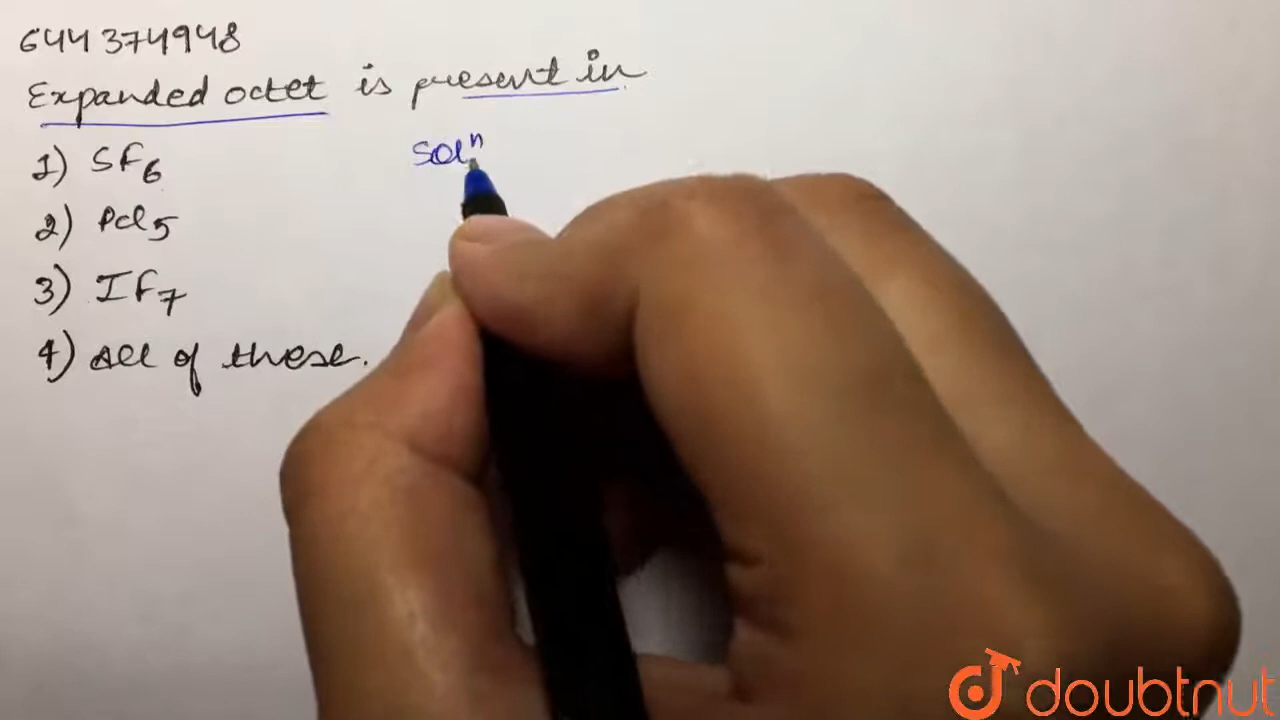 644374948
Expanded octet is present in
1) SF6
Solⁿ
2) PCl5
3) IF7
4) All of these.
doubtnut